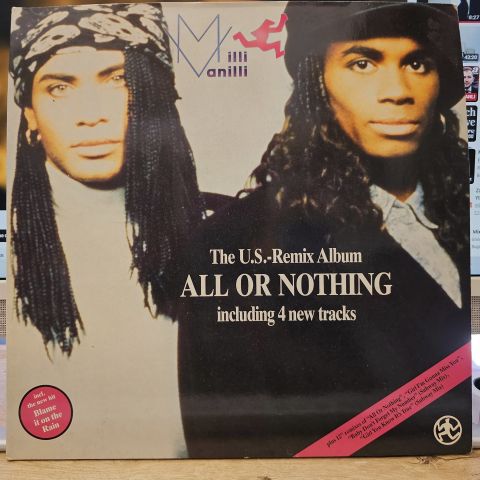 Milli
Vanilli
The U.S.-Remix Album
ALL OR NOTHING
including 4 new tracks
incl.
the new hit
Blame
it on the
Rain
plus 12" remixes of "All Or Nothing", "Girl I'm Gonna Miss You",
"Baby Don't Forget My Number" (Subway Mix),
"Girl You Know It's True" (Subway Mix)